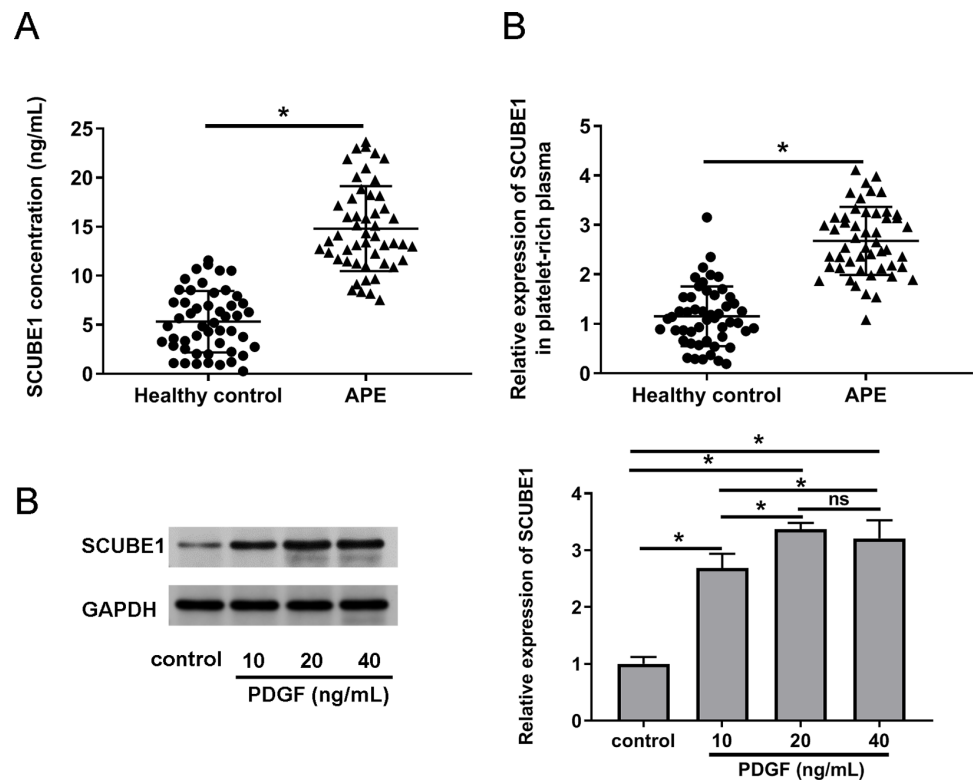 A
SCUBE1 concentration (ng/mL)
25
20
15
10
5
0
*
Healthy control
APE
B
Relative expression of SCUBE1
in platelet-rich plasma
5
4
3
2
1
0
*
Healthy control
APE
B
SCUBE1
GAPDH
control 10 20 40
PDGF (ng/mL)
Relative expression of SCUBE1
4
3
2
1
0
*
*
*
* ns
*
control 10 20 40
PDGF (ng/mL)